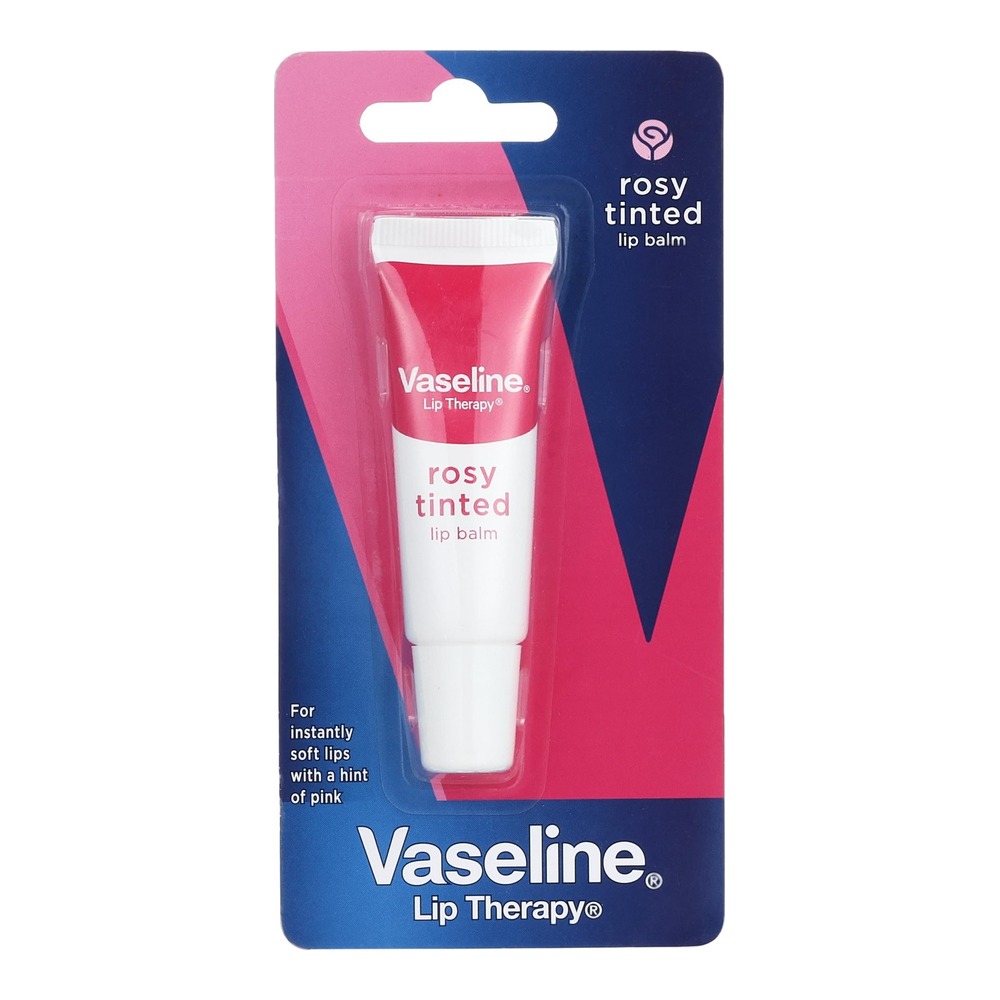 rosy
tinted
lip balm
Vaseline®
Lip Therapy®
rosy
tinted
lip balm
For
instantly
soft lips
with a hint
of pink
Vaseline®
Lip Therapy®